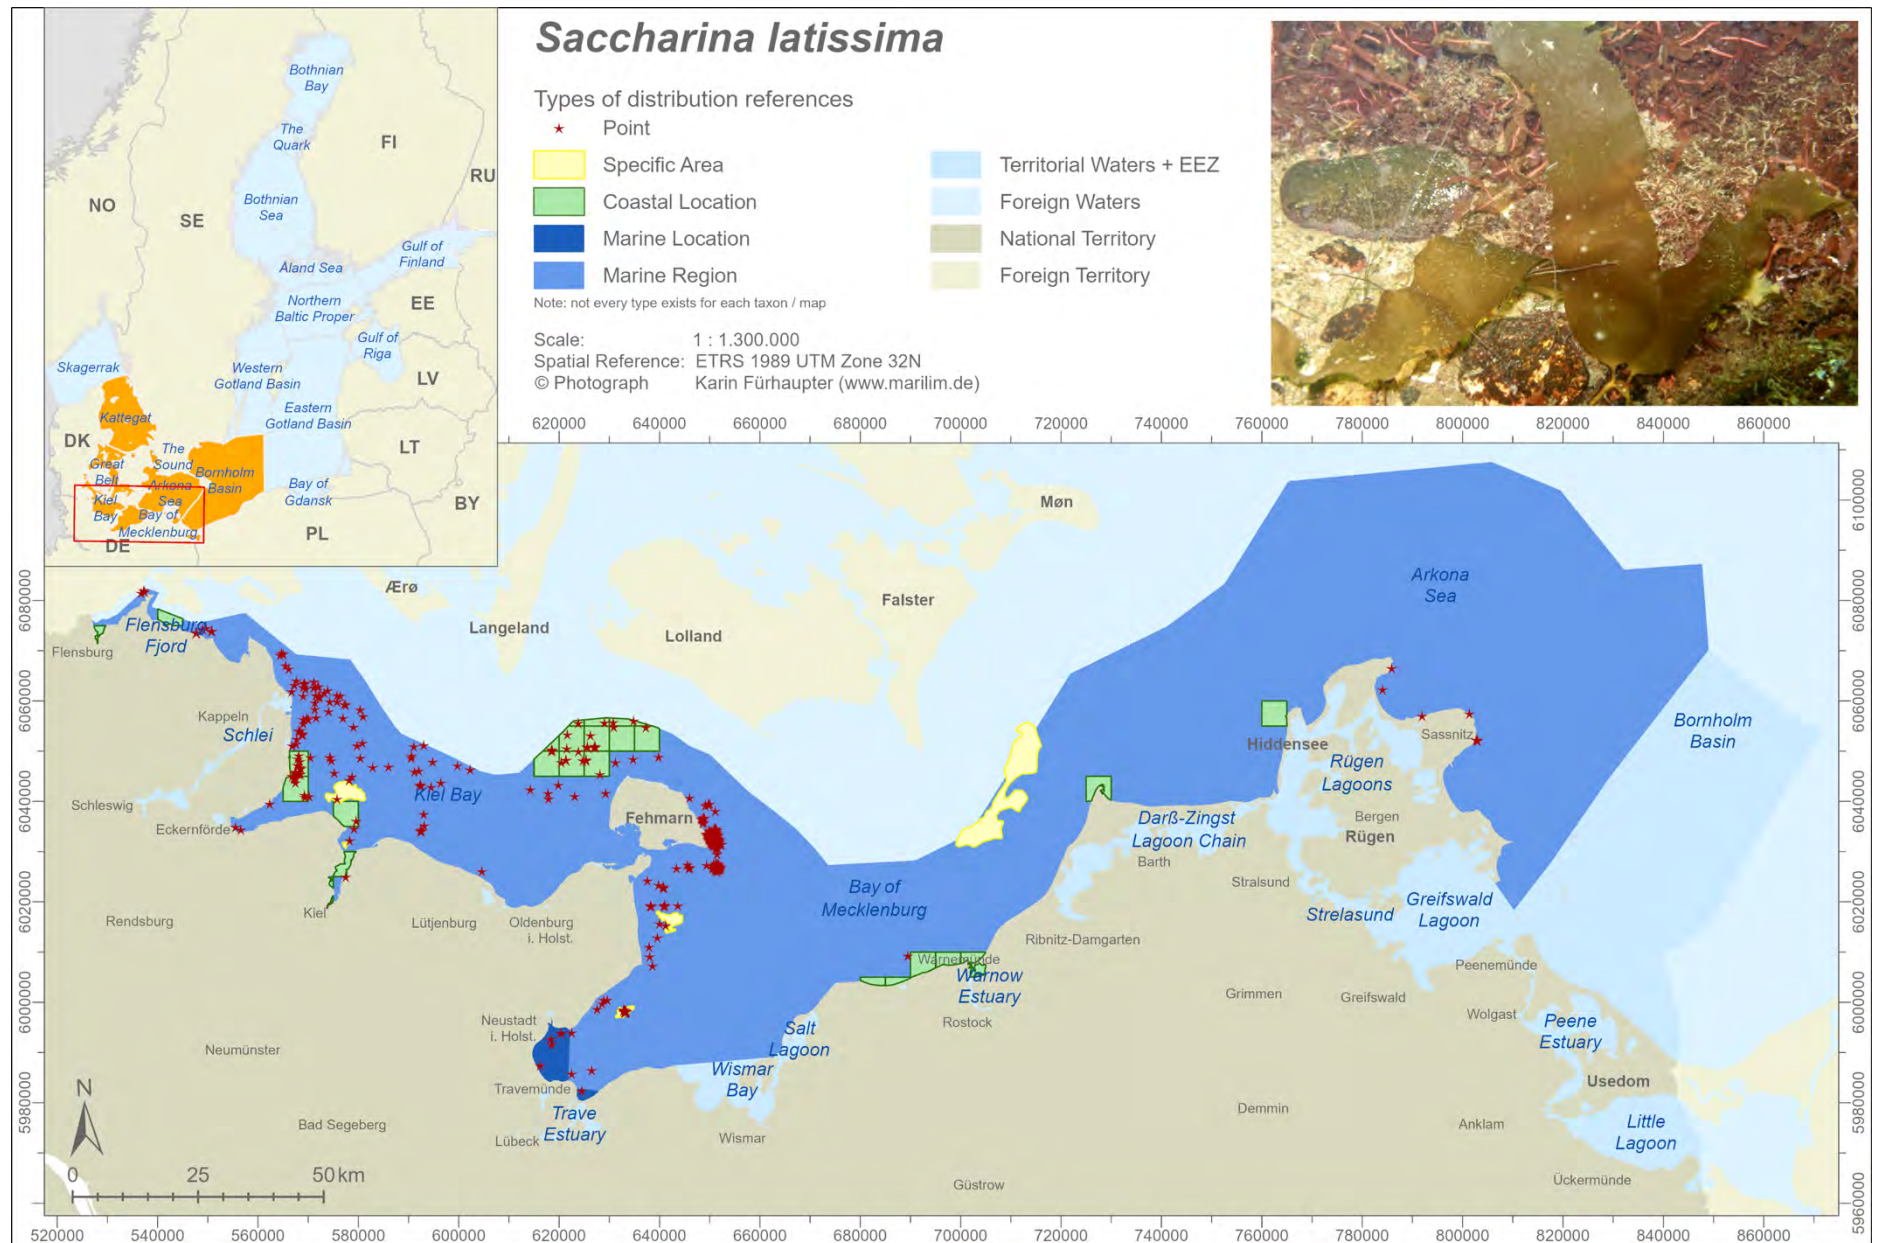 Saccharina latissima
Types of distribution references
Point
Specific Area
Coastal Location
Marine Location
Marine Region
Territorial Waters + EEZ
Foreign Waters
National Territory
Foreign Territory
Note: not every type exists for each taxon / map
Scale: 1 : 1.300.000
Spatial Reference: ETRS 1989 UTM Zone 32N
© Photograph Karin Fürhaupter (www.marilim.de)
Bothnian
Bay
The
Quark
FI
RU
NO
SE
Bothnian
Sea
Gulf of
Finland
Åland Sea
Northern
Baltic Proper
EE
Gulf of
Riga
Skagerrak
Western
Gotland Basin
LV
Kattegat
Eastern
Gotland Basin
DK
The
Sound
LT
Great
Belt
Bornholm
Basin
Arkona
Sea
Kiel
Bay
Bay of
Mecklenburg
Bay of
Gdansk
BY
PL
DE
620000 640000 660000 680000 700000 720000 740000 760000 780000 800000 820000 840000 860000
6100000
6080000
6060000
6040000
6020000
6000000
5980000
5960000
6080000
6060000
6040000
6020000
6000000
5980000
Møn
Ærø
Langeland
Lolland
Falster
Arkona
Sea
Flensburg
Fjord
Flensburg
Kappeln
Schlei
Schleswig
Eckernförde
Kiel Bay
Fehmarn
Hiddensee
Sassnitz
Bornholm
Basin
Rügen
Lagoons
Darß-Zingst
Lagoon Chain
Bergen
Rügen
Barth
Stralsund
Strelasund
Greifswald
Lagoon
Bay of
Mecklenburg
Rendsburg
Kiel
Lütjenburg
Oldenburg
i. Holst.
Ribnitz-Damgarten
Warnemünde
Warnow
Estuary
Rostock
Peenemünde
Grimmen
Greifswald
Wolgast
Peene
Estuary
Neustadt
i. Holst.
Salt
Lagoon
Neumünster
Wismar
Bay
Travemünde
Usedom
Trave
Estuary
Bad Segeberg
Lübeck
Wismar
Demmin
Anklam
Little
Lagoon
Güstrow
Ückermünde
N
0 25 50 km
520000 540000 560000 580000 600000 620000 640000 660000 680000 700000 720000 740000 760000 780000 800000 820000 840000 860000